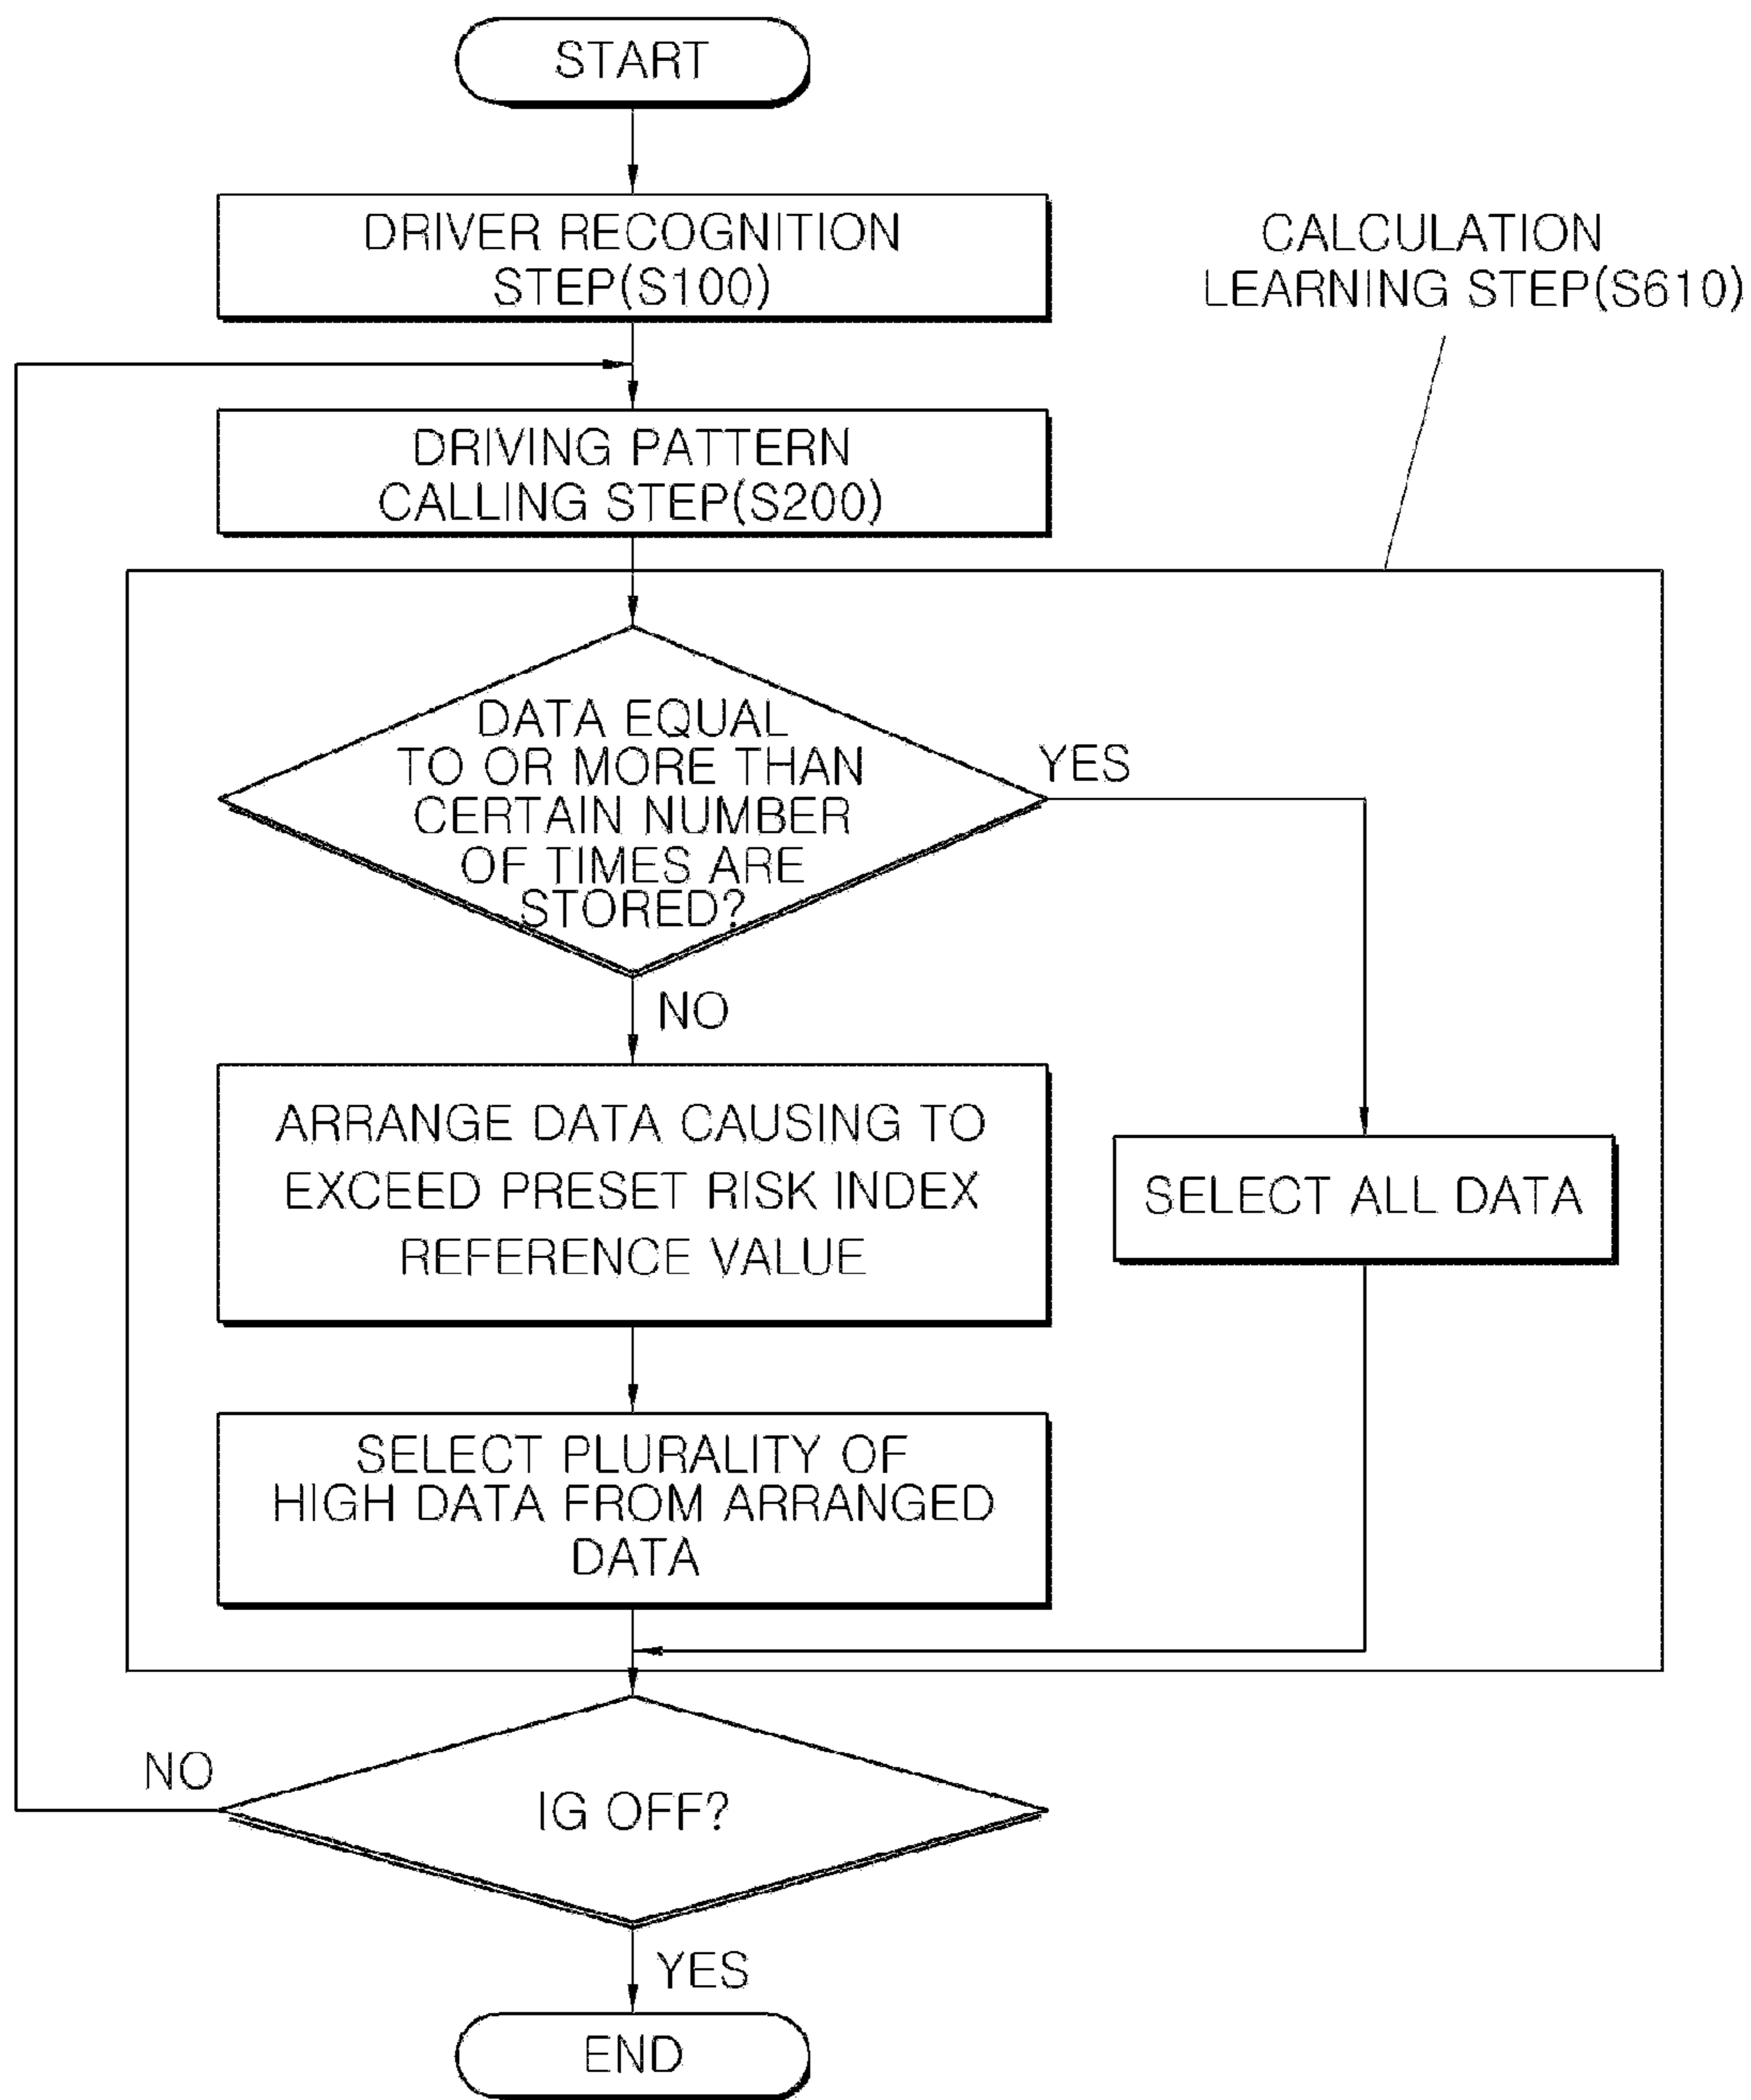 START
DRIVER RECOGNITION
STEP(S100)
CALCULATION
LEARNING STEP(S610)
DRIVING PATTERN
CALLING STEP(S200)
DATA EQUAL
TO OR MORE THAN
CERTAIN NUMBER
OF TIMES ARE
STORED?
YES
NO
ARRANGE DATA CAUSING TO
EXCEED PRESET RISK INDEX
REFERENCE VALUE
SELECT ALL DATA
SELECT PLURALITY OF
HIGH DATA FROM ARRANGED
DATA
NO
IG OFF?
YES
END